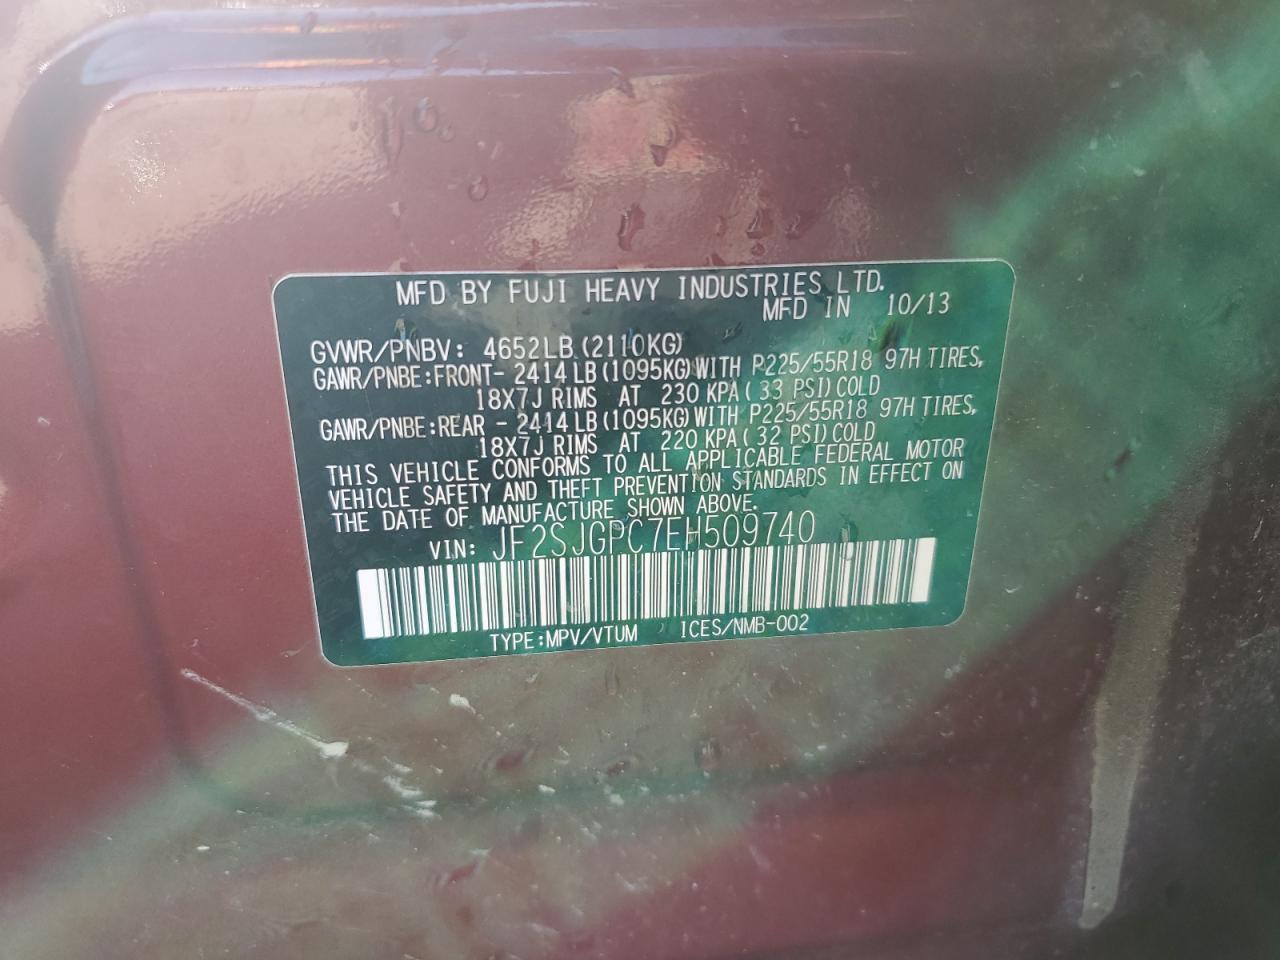 MFD BY FUJI HEAVY INDUSTRIES LTD.
MFD IN 10/13
GVWR/PNBV: 4652LB(2110KG)
GAWR/PNBE:FRONT- 2414LB(1095KG)WITH P225/55R18 97H TIRES,
18X7J RIMS AT 230 KPA( 33 PSI)COLD
GAWR/PNBE:REAR - 2414LB(1095KG)WITH P225/55R18 97H TIRES,
18X7J RIMS AT 220 KPA( 32 PSI)COLD
THIS VEHICLE CONFORMS TO ALL APPLICABLE FEDERAL MOTOR
VEHICLE SAFETY AND THEFT PREVENTION STANDARDS IN EFFECT ON
THE DATE OF MANUFACTURE SHOWN ABOVE.
VIN: JF2SJGPC7EH509740
TYPE:MPV/VTUM ICES/NMB-002